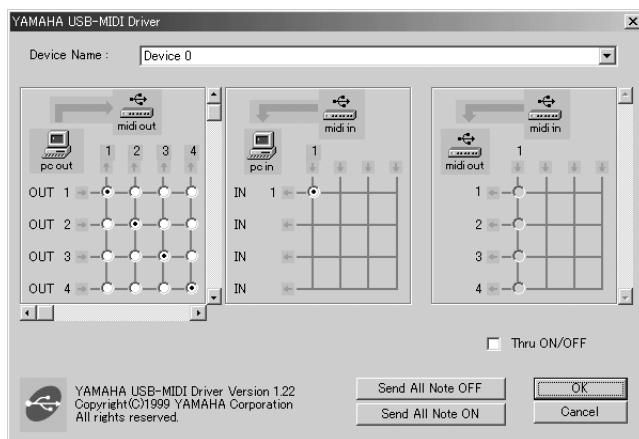 YAMAHA USB-MIDI Driver
Device Name : Device 0
midi out
pc out 1 2 3 4
OUT 1
OUT 2
OUT 3
OUT 4
midi in
pc in 1
IN 1
IN
IN
IN
midi in
midi out 1
1
2
3
4
Thru ON/OFF
YAMAHA USB-MIDI Driver Version 1.22
Copyright(C)1999 YAMAHA Corporation
All rights reserved.
Send All Note OFF
OK
Send All Note ON
Cancel